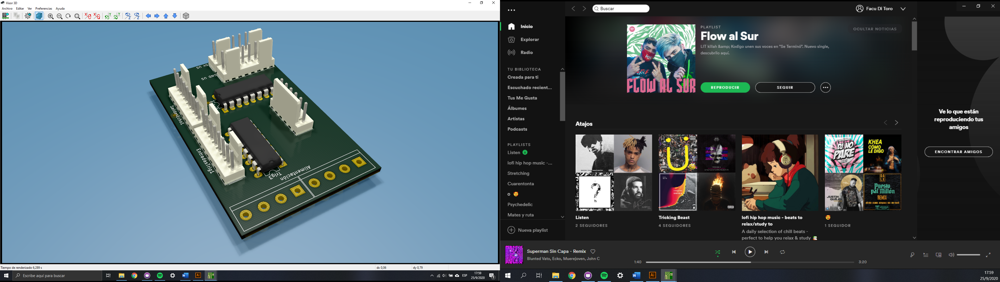 Visor 3D
Archivo Editar Ver Preferencias Ayuda
5V US
GND US
SalidasEcho1
EntradasTrig1
Trig3
Alimentación
Tiempo de renderizado 6,289 s
dx 0,06
dy 0,79
Escribe aquí para buscar
ESP
17:59
25/9/2020
3
Buscar
Facu Di Toro
Inicio
Explorar
Radio
TU BIBLIOTECA
Creada para ti
Escuchado recient...
Tus Me Gusta
Álbumes
Artistas
Podcasts
PLAYLISTS
Listen
lofi hip hop music -...
Stretching
Cuarentonta
Psychedelic
Mates y ruta
Nueva playlist
FLOW AL SUR
PLAYLIST
Flow al Sur
LIT killah &amp; Kodigo unen sus voces en "Se Terminó". Nuevo single,
descubrilo aquí.
OCULTAR NOTICIAS
REPRODUCIR
SEGUIR
Atajos
DJ NO
PARE
KHEA
CÓMO
LE DIGO
JUSTIN
QUILES
DALX
Puesto
pal' Millón
REMIX
Listen
2 SEGUIDORES
Tricking Beast
4 SEGUIDORES
lofi hip hop music - beats to
relax/study to
A daily selection of chill beats -
perfect to help you relax & study
🥰
1 SEGUIDOR
Ve lo que están
reproduciendo tus
amigos
ENCONTRAR AMIGOS
Superman Sin Capa - Remix
Blunted Vato, Ecko, Muerejoven, John C
1:40
3:20
17:59
25/9/2020